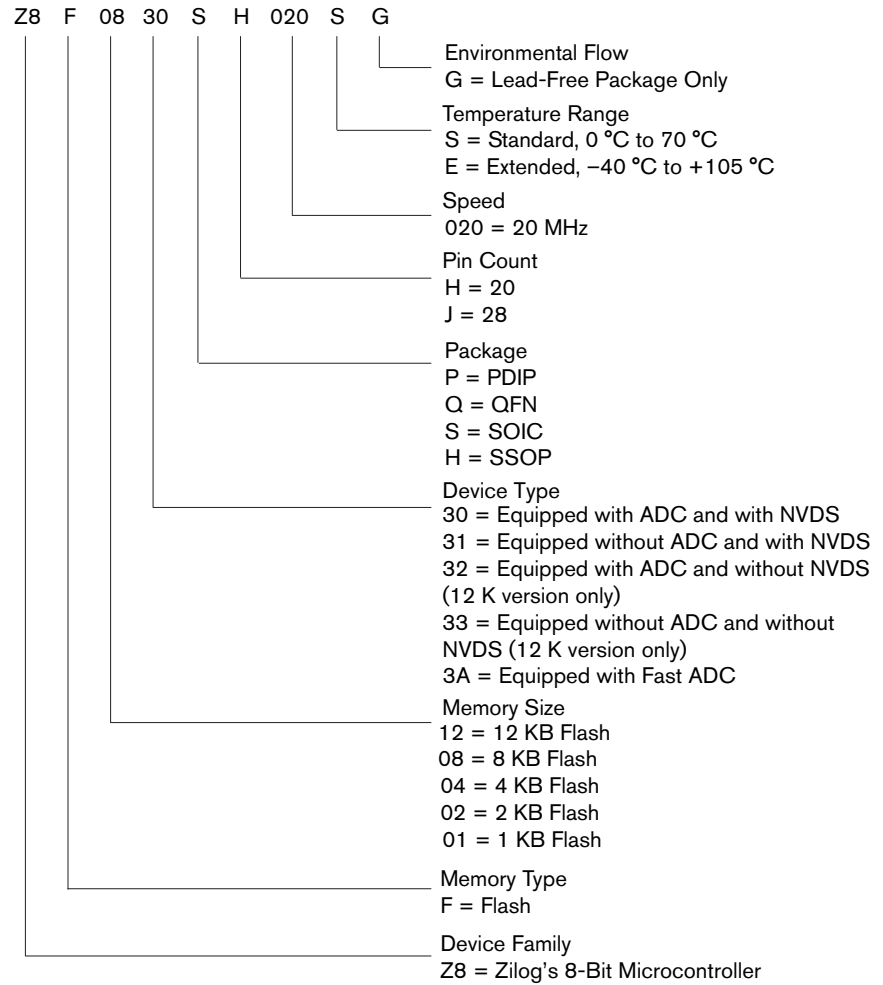 Z8 F 08 30 S H 020 S G
Environmental Flow
G = Lead-Free Package Only
Temperature Range
S = Standard, 0 °C to 70 °C
E = Extended, –40 °C to +105 °C
Speed
020 = 20 MHz
Pin Count
H = 20
J = 28
Package
P = PDIP
Q = QFN
S = SOIC
H = SSOP
Device Type
30 = Equipped with ADC and with NVDS
31 = Equipped without ADC and with NVDS
32 = Equipped with ADC and without NVDS
(12 K version only)
33 = Equipped without ADC and without
NVDS (12 K version only)
3A = Equipped with Fast ADC
Memory Size
12 = 12 KB Flash
08 = 8 KB Flash
04 = 4 KB Flash
02 = 2 KB Flash
01 = 1 KB Flash
Memory Type
F = Flash
Device Family
Z8 = Zilog's 8-Bit Microcontroller